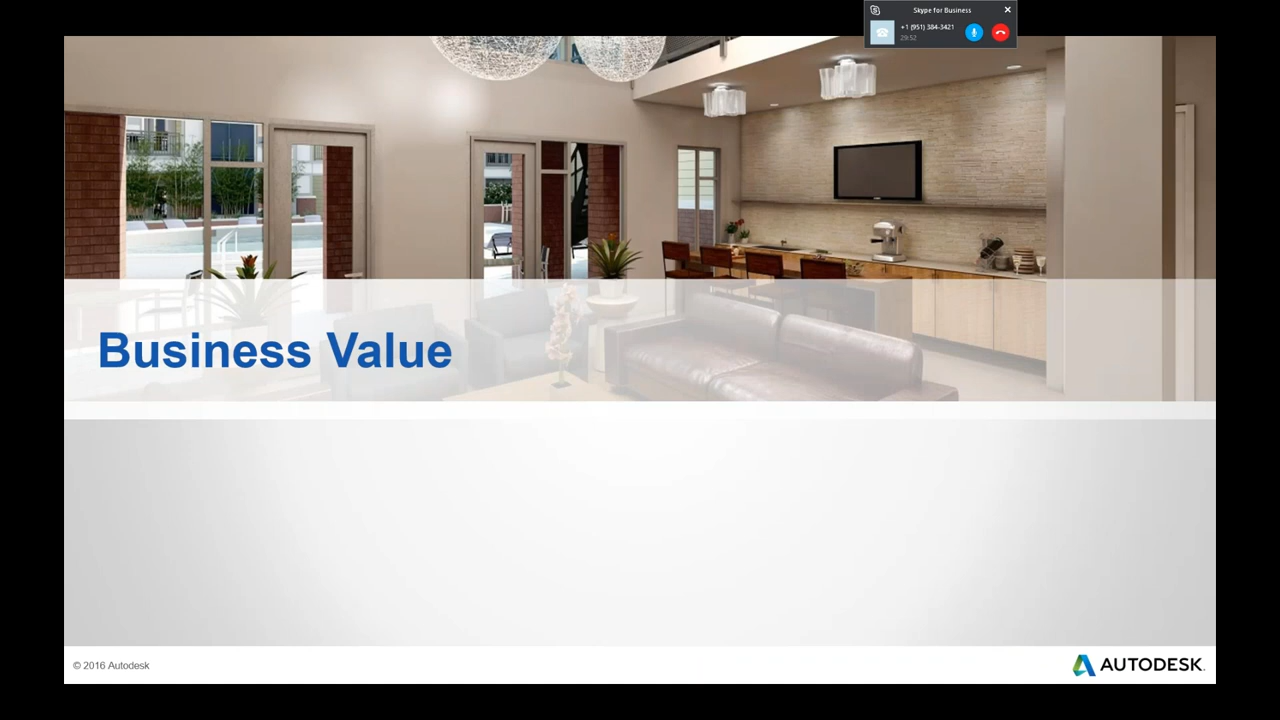 Skype for Business
+1 (951) 384-3421
29:52
Business Value
© 2016 Autodesk
AUTODESK.